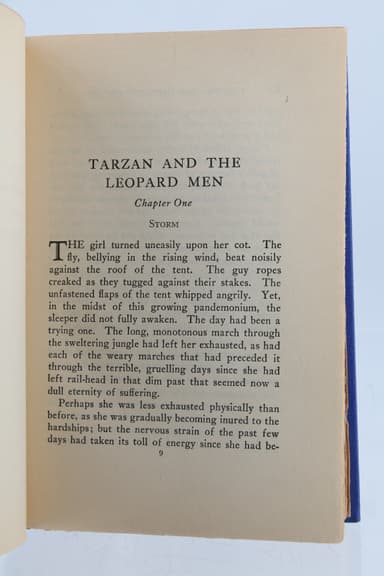 TARZAN AND THE
LEOPARD MEN
Chapter One
STORM
THE girl turned uneasily upon her cot. The
fly, bellying in the rising wind, beat noisily
against the roof of the tent. The guy ropes
creaked as they tugged against their stakes. The
unfastened flaps of the tent whipped angrily. Yet,
in the midst of this growing pandemonium, the
sleeper did not fully awaken. The day had been a
trying one. The long, monotonous march through
the sweltering jungle had left her exhausted, as had
each of the weary marches that had preceded it
through the terrible, gruelling days since she had
left rail-head in that dim past that seemed now a
dull eternity of suffering.
Perhaps she was less exhausted physically than
before, as she was gradually becoming inured to the
hardships; but the nervous strain of the past few
days had taken its toll of energy since she had be-
9